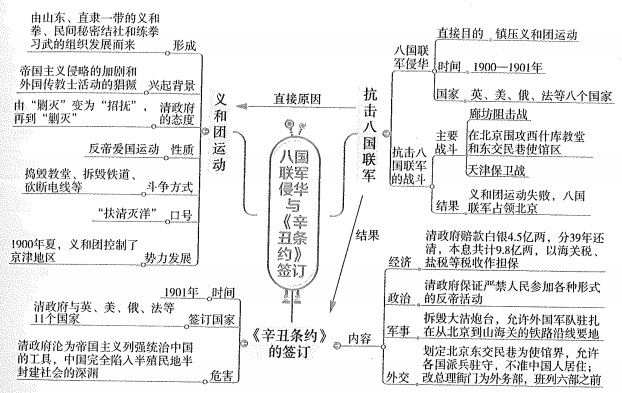 由山东、直隶一带的义和
拳、民间秘密结社和练拳
习武的组织发展而来
形成
帝国主义侵略的加剧和
外国传教士活动的猖獗
兴起背景
由“剿灭”变为“招抚”，
再到“剿灭”
清政府
的态度
反帝爱国运动
性质
捣毁教堂、拆毁铁道、
砍断电线等
斗争方式
“扶清灭洋”
口号
1900年夏，义和团控制了
京津地区
势力发展
义和团运动
直接原因
八国
联军
侵华
与
《辛
丑条
约》
签订
抗击八国联军
八国联
军侵华
直接目的
镇压义和团运动
时间
1900—1901年
国家
英、美、俄、法等八个国家
抗击八
国联军
的战斗
主要
战斗
廊坊阻击战
在北京围攻西什库教堂
和东交民巷使馆区
天津保卫战
结果
义和团运动失败，八国
联军占领北京
结果
《辛丑条约》
的签订
1901年
时间
清政府与英、美、俄、法等
11个国家
签订国家
清政府沦为帝国主义列强统治中国
的工具，中国完全陷入半殖民地半
封建社会的深渊
危害
内容
经济
清政府赔款白银4.5亿两，分39年还
清，本息共计9.8亿两，以海关税、
盐税等税收作担保
政治
清政府保证严禁人民参加各种形式
的反帝活动
军事
拆毁大沽炮台，允许外国军队驻扎
在从北京到山海关的铁路沿线要地
外交
划定北京东交民巷为使馆界，允许
各国派兵驻守，不准中国人居住；
改总理衙门为外务部，班列六部之前